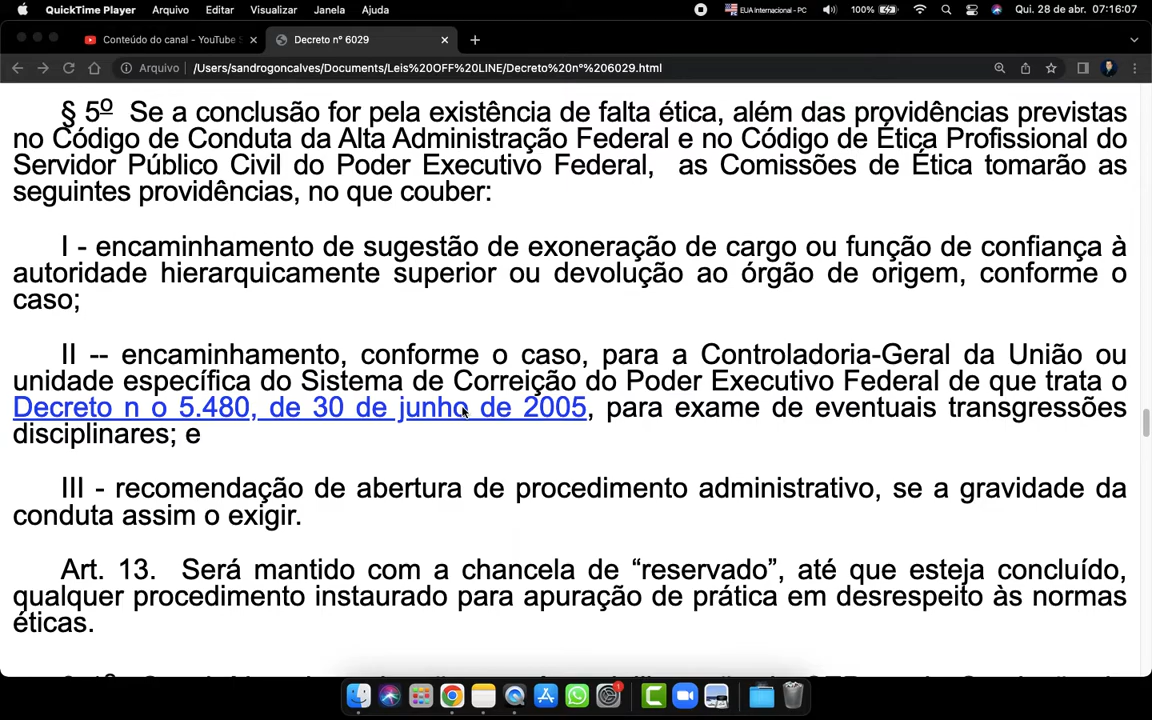 QuickTime Player Arquivo Editar Visualizar Janela Ajuda EUA Internacional - PC 100% Qui. 28 de abr. 07:16:07
Conteúdo do canal - YouTube Decreto nº 6029
Arquivo /Users/sandrogoncalves/Documents/Leis%20OFF%20LINE/Decreto%20nº%206029.html
§ 5º Se a conclusão for pela existência de falta ética, além das providências previstas
no Código de Conduta da Alta Administração Federal e no Código de Ética Profissional do
Servidor Público Civil do Poder Executivo Federal, as Comissões de Ética tomarão as
seguintes providências, no que couber:
I - encaminhamento de sugestão de exoneração de cargo ou função de confiança à
autoridade hierarquicamente superior ou devolução ao órgão de origem, conforme o
caso;
II -- encaminhamento, conforme o caso, para a Controladoria-Geral da União ou
unidade específica do Sistema de Correição do Poder Executivo Federal de que trata o
Decreto n o 5.480, de 30 de junho de 2005, para exame de eventuais transgressões
disciplinares; e
III - recomendação de abertura de procedimento administrativo, se a gravidade da
conduta assim o exigir.
Art. 13. Será mantido com a chancela de “reservado”, até que esteja concluído,
qualquer procedimento instaurado para apuração de prática em desrespeito às normas
éticas.